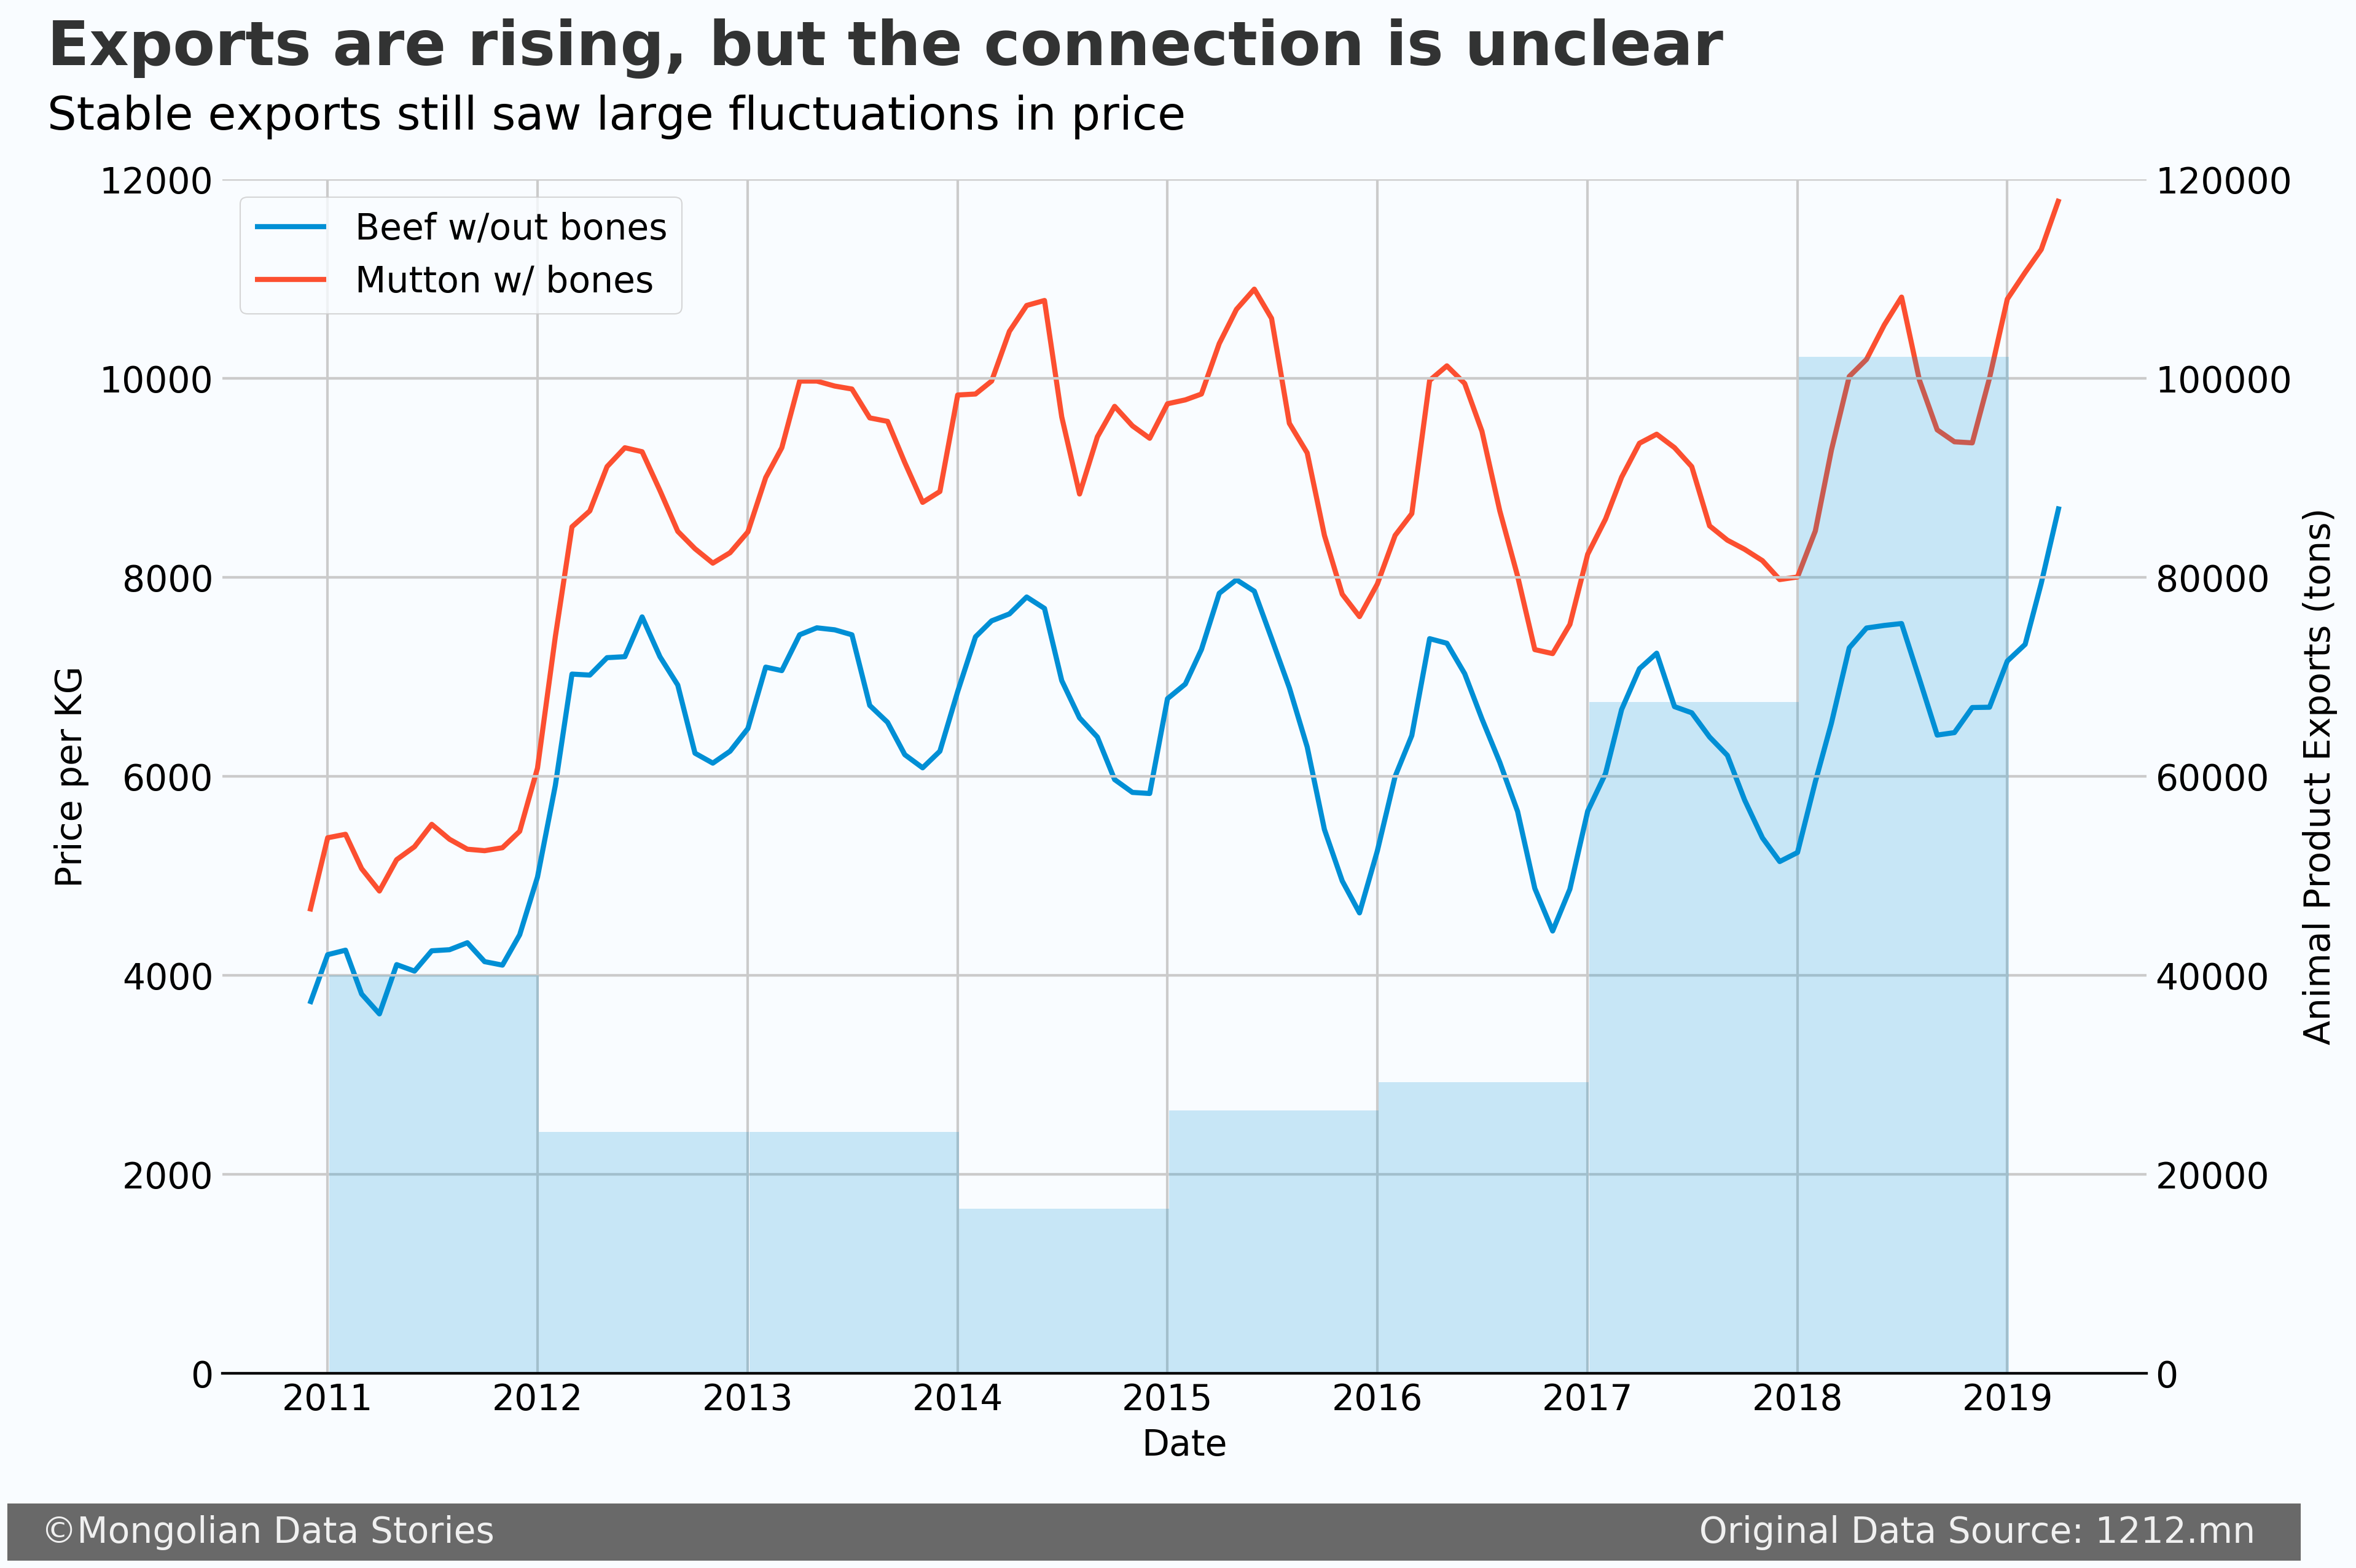 Exports are rising, but the connection is unclear
Stable exports still saw large fluctuations in price
Beef w/out bones
Mutton w/ bones
12000
10000
8000
6000
4000
2000
0
Price per KG
120000
100000
80000
60000
40000
20000
0
Animal Product Exports (tons)
2011 2012 2013 2014 2015 2016 2017 2018 2019
Date
©Mongolian Data Stories
Original Data Source: 1212.mn